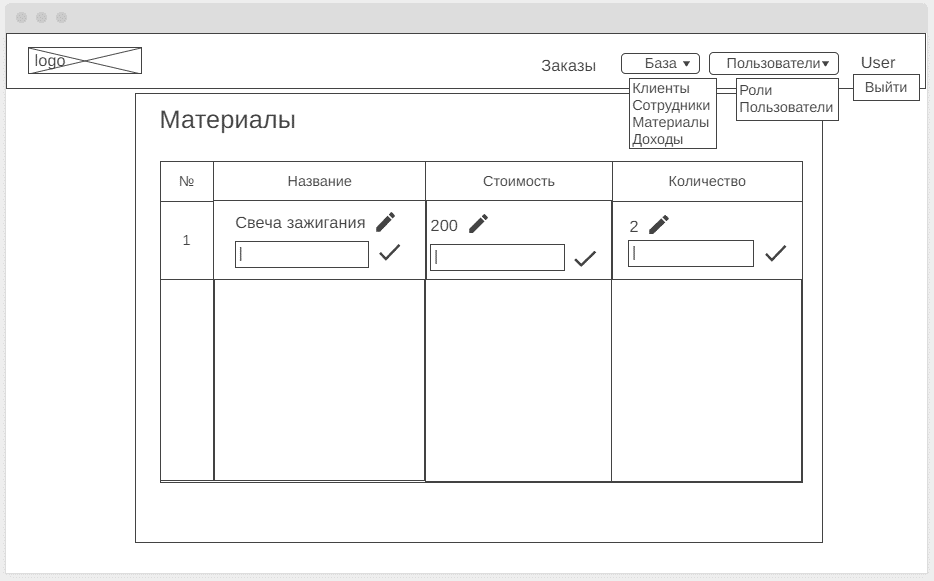 logo
Заказы
База
Пользователи
User
Клиенты
Сотрудники
Материалы
Доходы
Роли
Пользователи
Выйти
Материалы
№ Название Стоимость Количество
1 Свеча зажигания 200 2